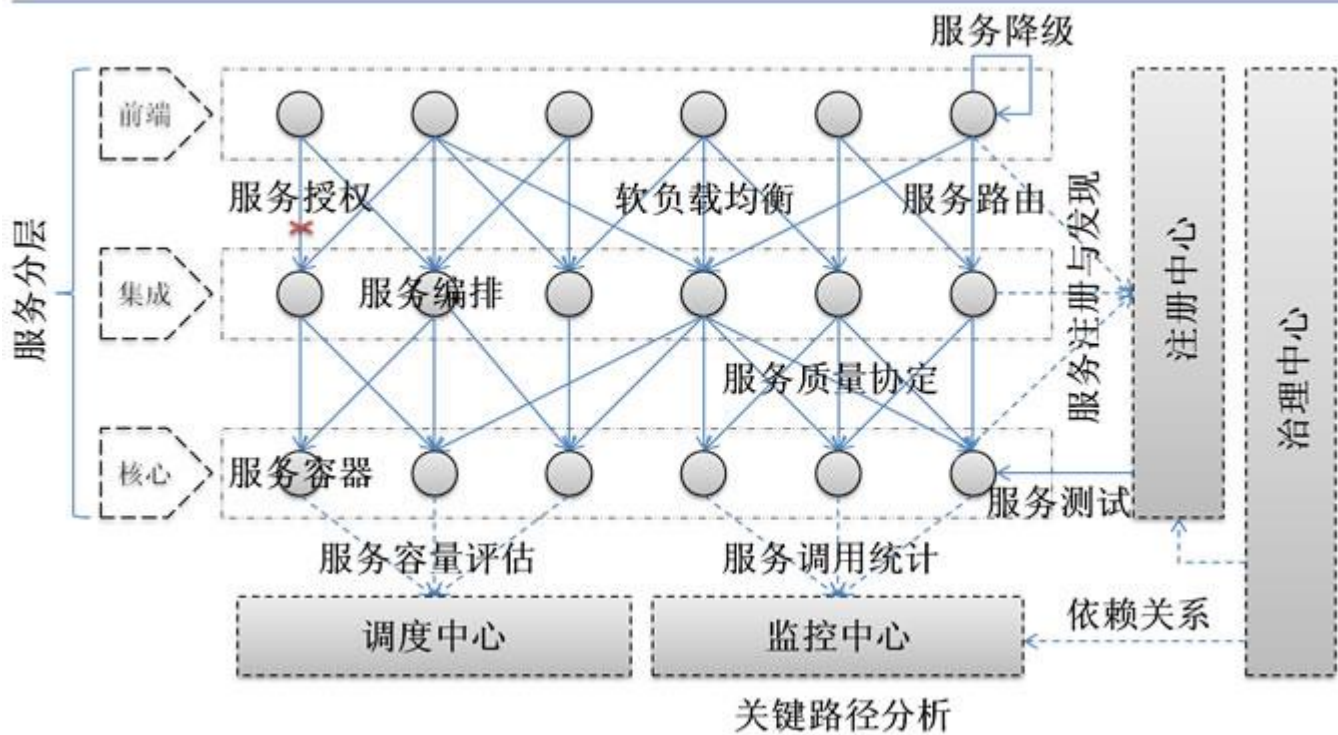 服务降级
前端
服务授权
软负载均衡
服务路由
服务分层
集成
服务编排
服务注册与发现
注册中心
治理中心
服务质量协定
核心
服务容器
服务测试
服务容量评估
服务调用统计
调度中心
监控中心
依赖关系
关键路径分析